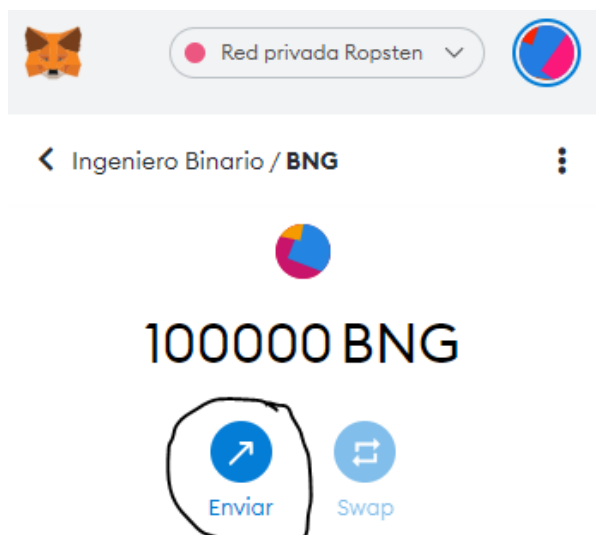 Red privada Ropsten
Ingeniero Binario / BNG
100000 BNG
Enviar Swap